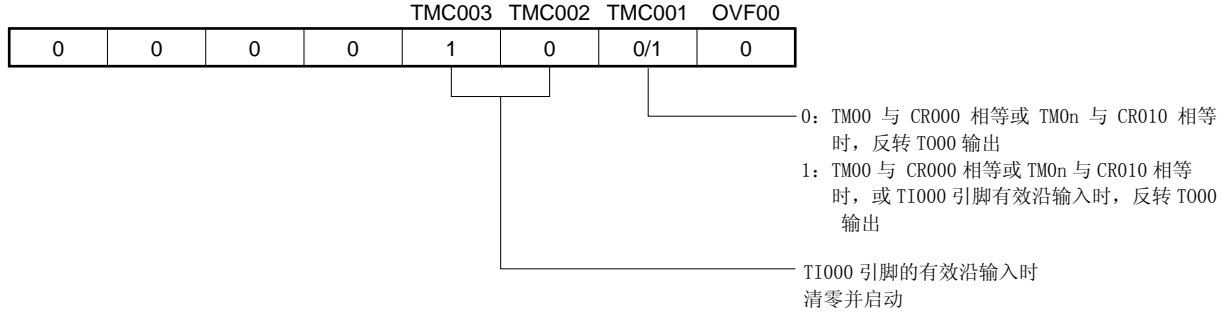 TMC003 TMC002 TMC001 OVF00
0 0 0 0 1 0 0/1 0
0：TM00 与 CR000 相等或 TM0n 与 CR010 相等
时，反转 TO00 输出
1：TM00 与 CR000 相等或 TM0n 与 CR010 相等
时，或 TI000 引脚有效沿输入时，反转 TO00
输出
TI000 引脚的有效沿输入时
清零并启动